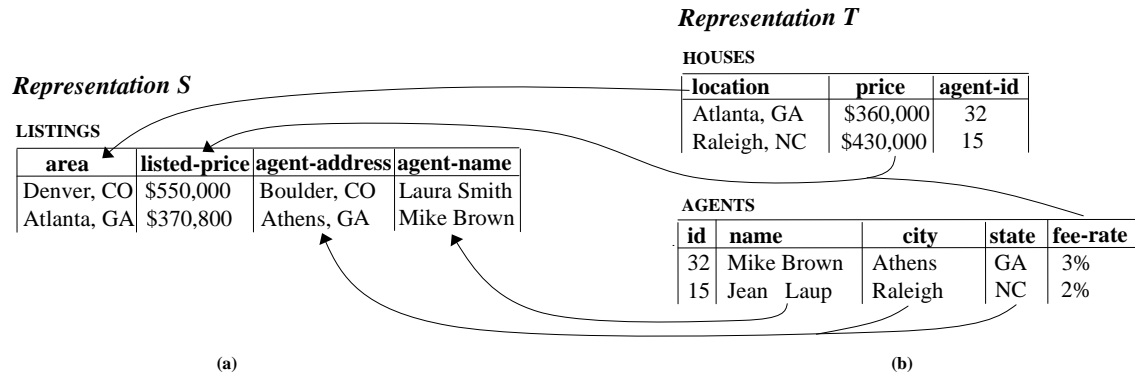 Representation T
HOUSES
location price agent-id
Atlanta, GA $360,000 32
Raleigh, NC $430,000 15
Representation S
LISTINGS
area listed-price agent-address agent-name
Denver, CO $550,000 Boulder, CO Laura Smith
Atlanta, GA $370,800 Athens, GA Mike Brown
AGENTS
id name city state fee-rate
32 Mike Brown Athens GA 3%
15 Jean Laup Raleigh NC 2%
(a) (b)